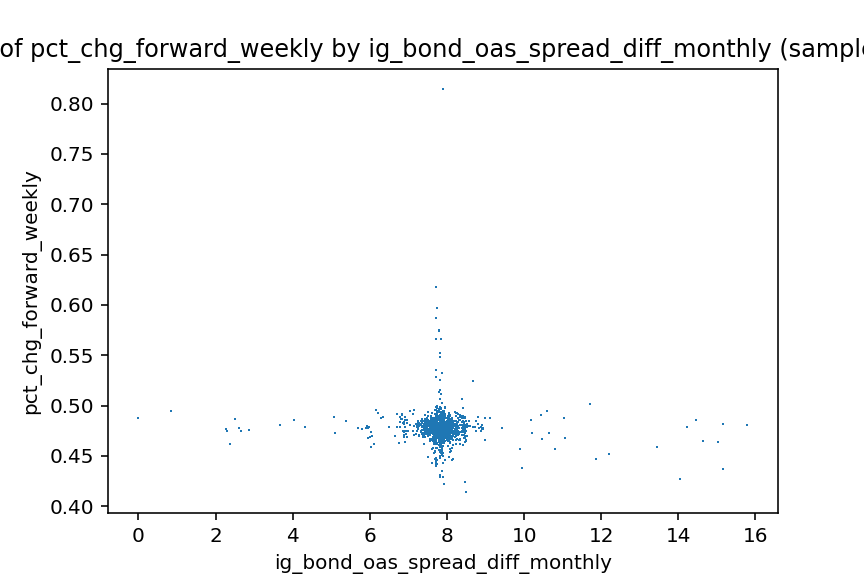 of pct_chg_forward_weekly by ig_bond_oas_spread_diff_monthly (sample
0.80
0.75
0.70
0.65
0.60
0.55
0.50
0.45
0.40
pct_chg_forward_weekly
0 2 4 6 8 10 12 14 16
ig_bond_oas_spread_diff_monthly